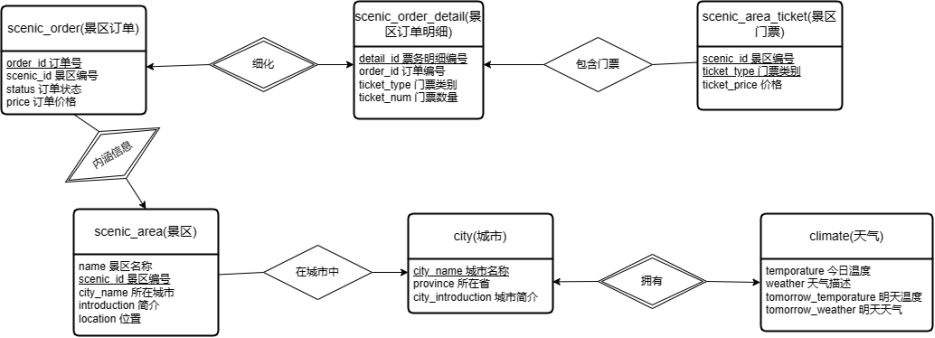 scenic_order(景区订单)
order_id 订单号
scenic_id 景区编号
status 订单状态
price 订单价格
细化
scenic_order_detail(景
区订单明细)
detail_id 票务明细编号
order_id 订单编号
ticket_type 门票类别
ticket_num 门票数量
包含门票
scenic_area_ticket(景区
门票)
scenic_id 景区编号
ticket_type 门票类别
ticket_price 价格
内涵信息
scenic_area(景区)
name 景区名称
scenic_id 景区编号
city_name 所在城市
introduction 简介
location 位置
在城市中
city(城市)
city_name 城市名称
province 所在省
city_introduction 城市简介
拥有
climate(天气)
temporature 今日温度
weather 天气描述
tomorrow_temporature 明天温度
tomorrow_weather 明天天气